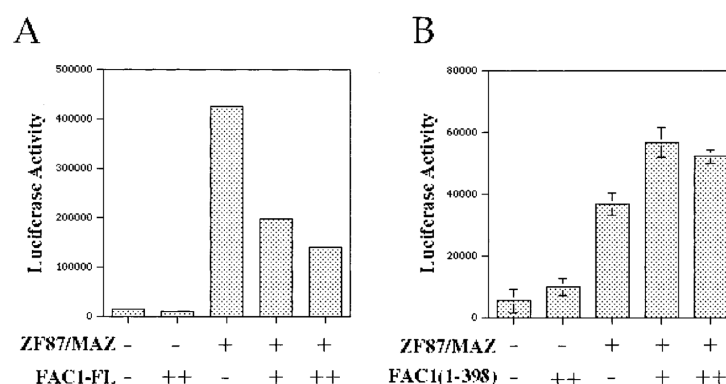 A
Luciferase Activity
500000
400000
300000
200000
100000
0
ZF87/MAZ - - + + +
FAC1-FL - ++ - + ++
B
Luciferase Activity
80000
60000
40000
20000
0
ZF87/MAZ - - + + +
FAC1(1-398) - ++ - + ++